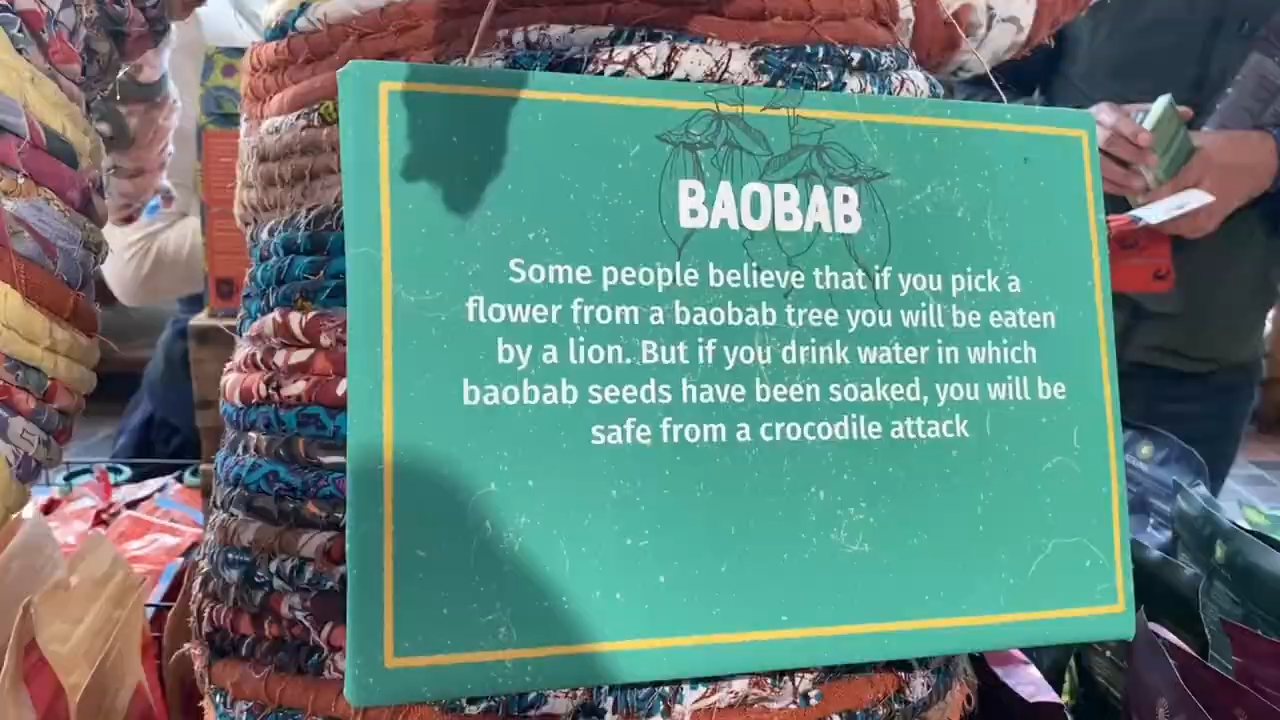 BAOBAB
Some people believe that if you pick a
flower from a baobab tree you will be eaten
by a lion. But if you drink water in which
baobab seeds have been soaked, you will be
safe from a crocodile attack